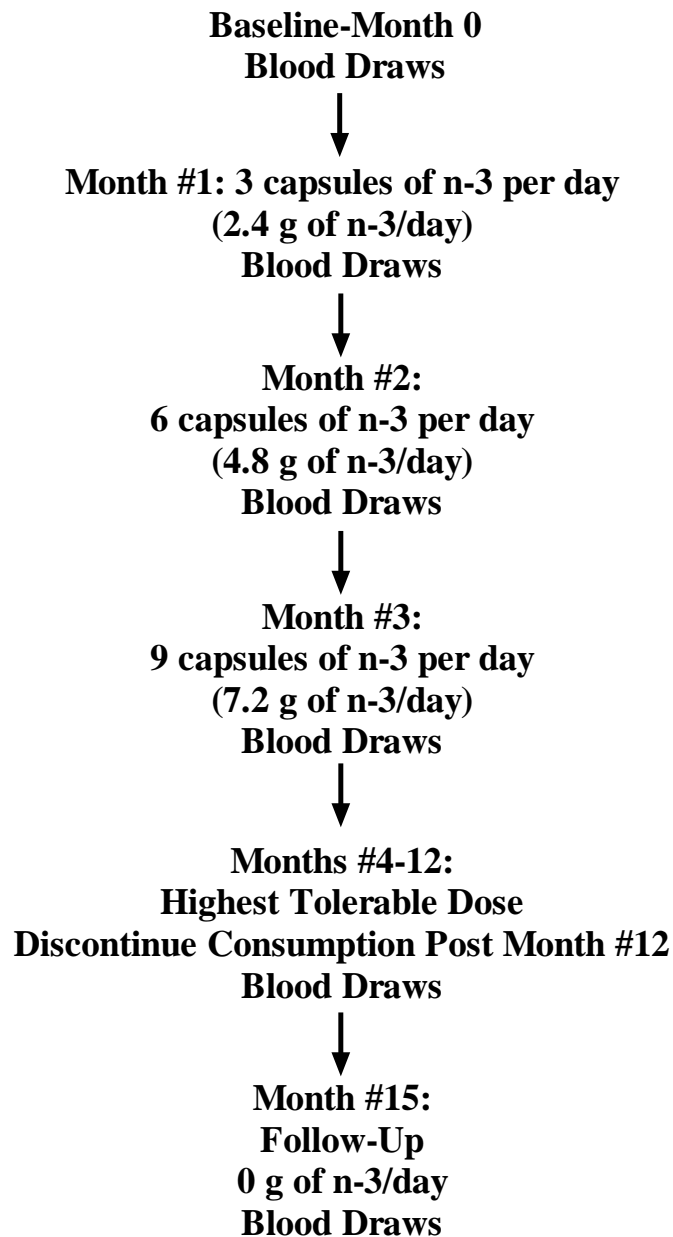 Baseline-Month 0
Blood Draws
Month #1: 3 capsules of n-3 per day
(2.4 g of n-3/day)
Blood Draws
Month #2:
6 capsules of n-3 per day
(4.8 g of n-3/day)
Blood Draws
Month #3:
9 capsules of n-3 per day
(7.2 g of n-3/day)
Blood Draws
Months #4-12:
Highest Tolerable Dose
Discontinue Consumption Post Month #12
Blood Draws
Month #15:
Follow-Up
0 g of n-3/day
Blood Draws